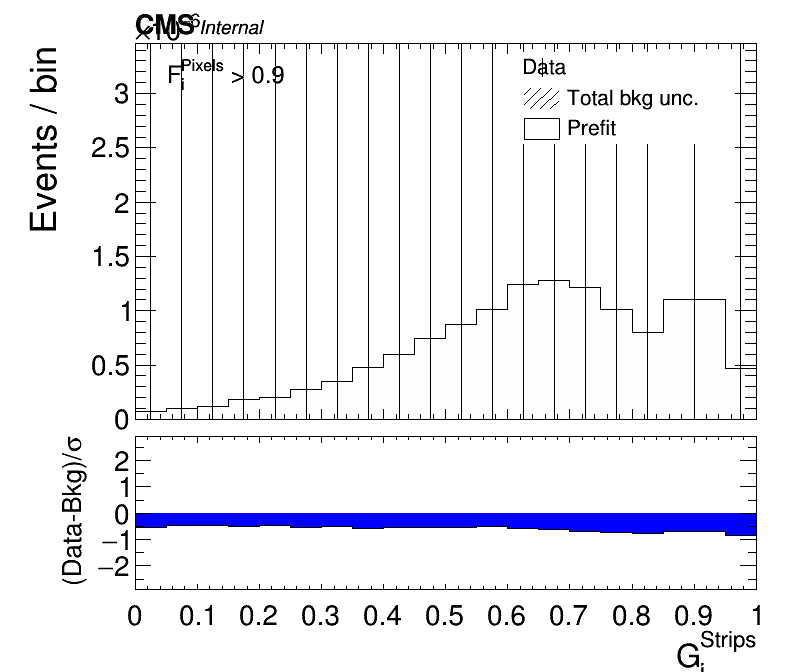 CMS Internal
×10^6
F_i^Pixels > 0.9
Data
Total bkg unc.
Prefit
Events / bin
3
2.5
2
1.5
1
0.5
0
(Data-Bkg)/σ
2
1
0
−1
−2
0 0.1 0.2 0.3 0.4 0.5 0.6 0.7 0.8 0.9 1
G_i^Strips